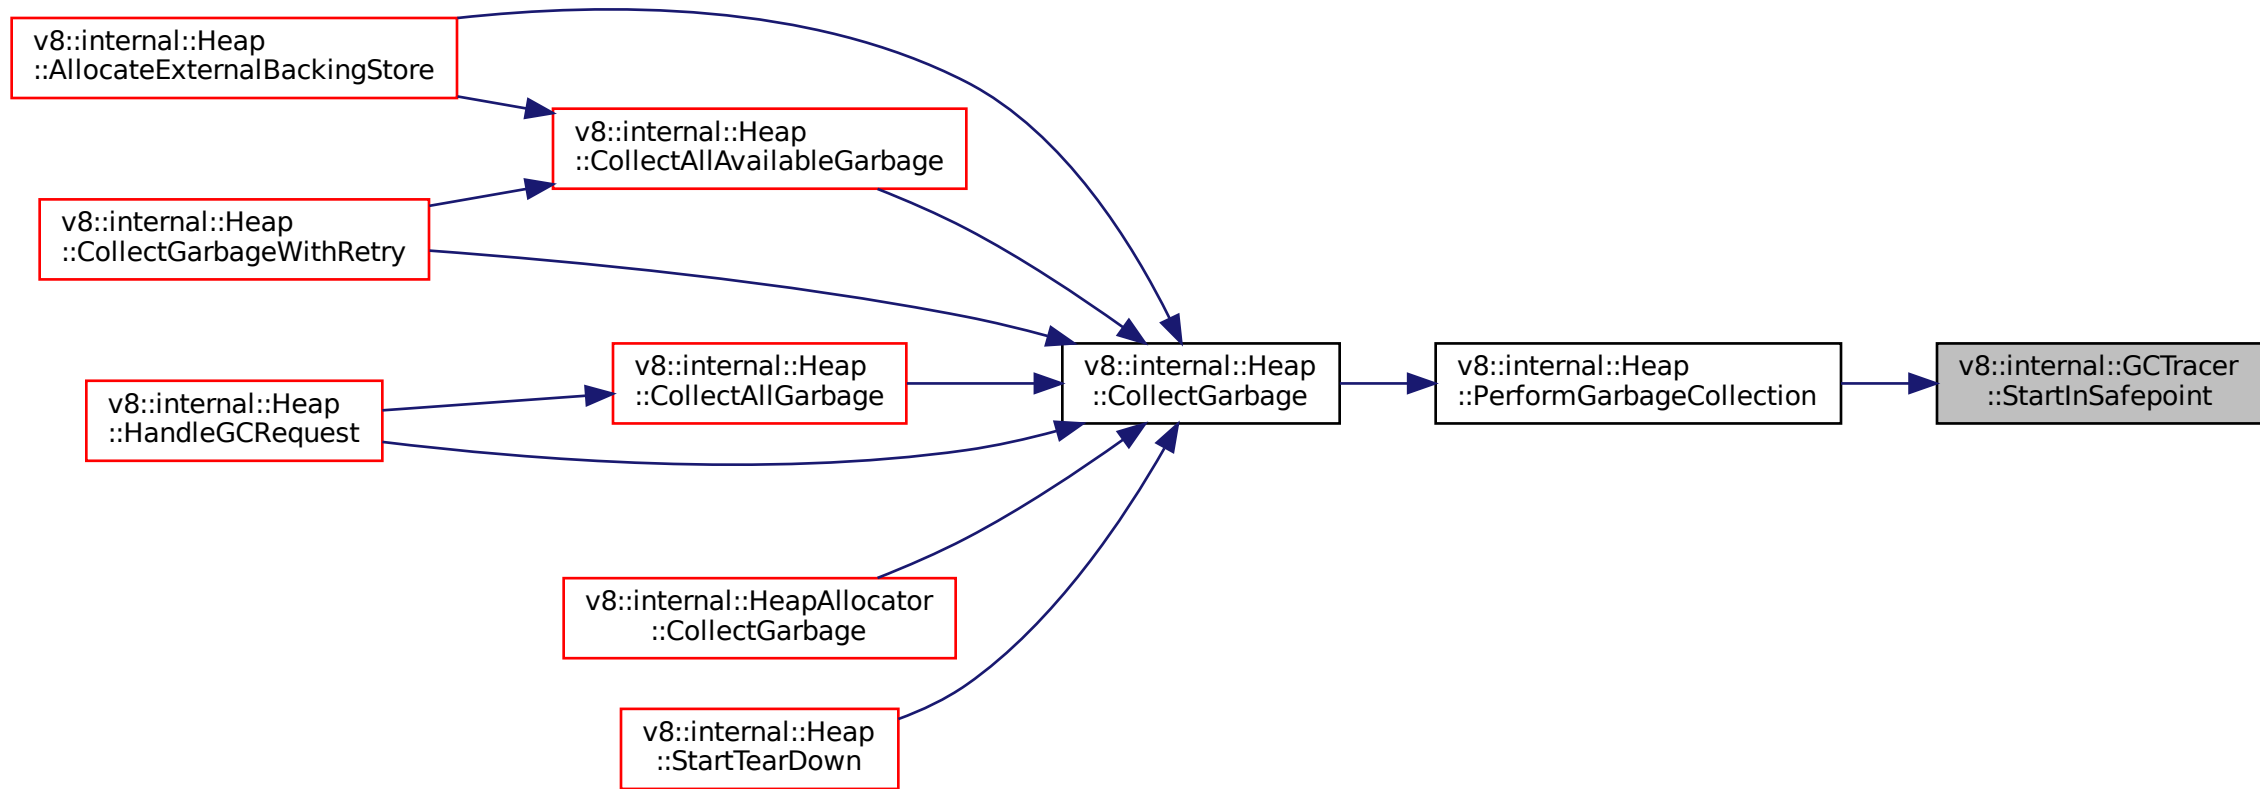 v8::internal::Heap
::AllocateExternalBackingStore
v8::internal::Heap
::CollectAllAvailableGarbage
v8::internal::Heap
::CollectGarbageWithRetry
v8::internal::Heap
::CollectAllGarbage
v8::internal::Heap
::HandleGCRequest
v8::internal::Heap
::CollectGarbage
v8::internal::Heap
::PerformGarbageCollection
v8::internal::GCTracer
::StartInSafepoint
v8::internal::HeapAllocator
::CollectGarbage
v8::internal::Heap
::StartTearDown